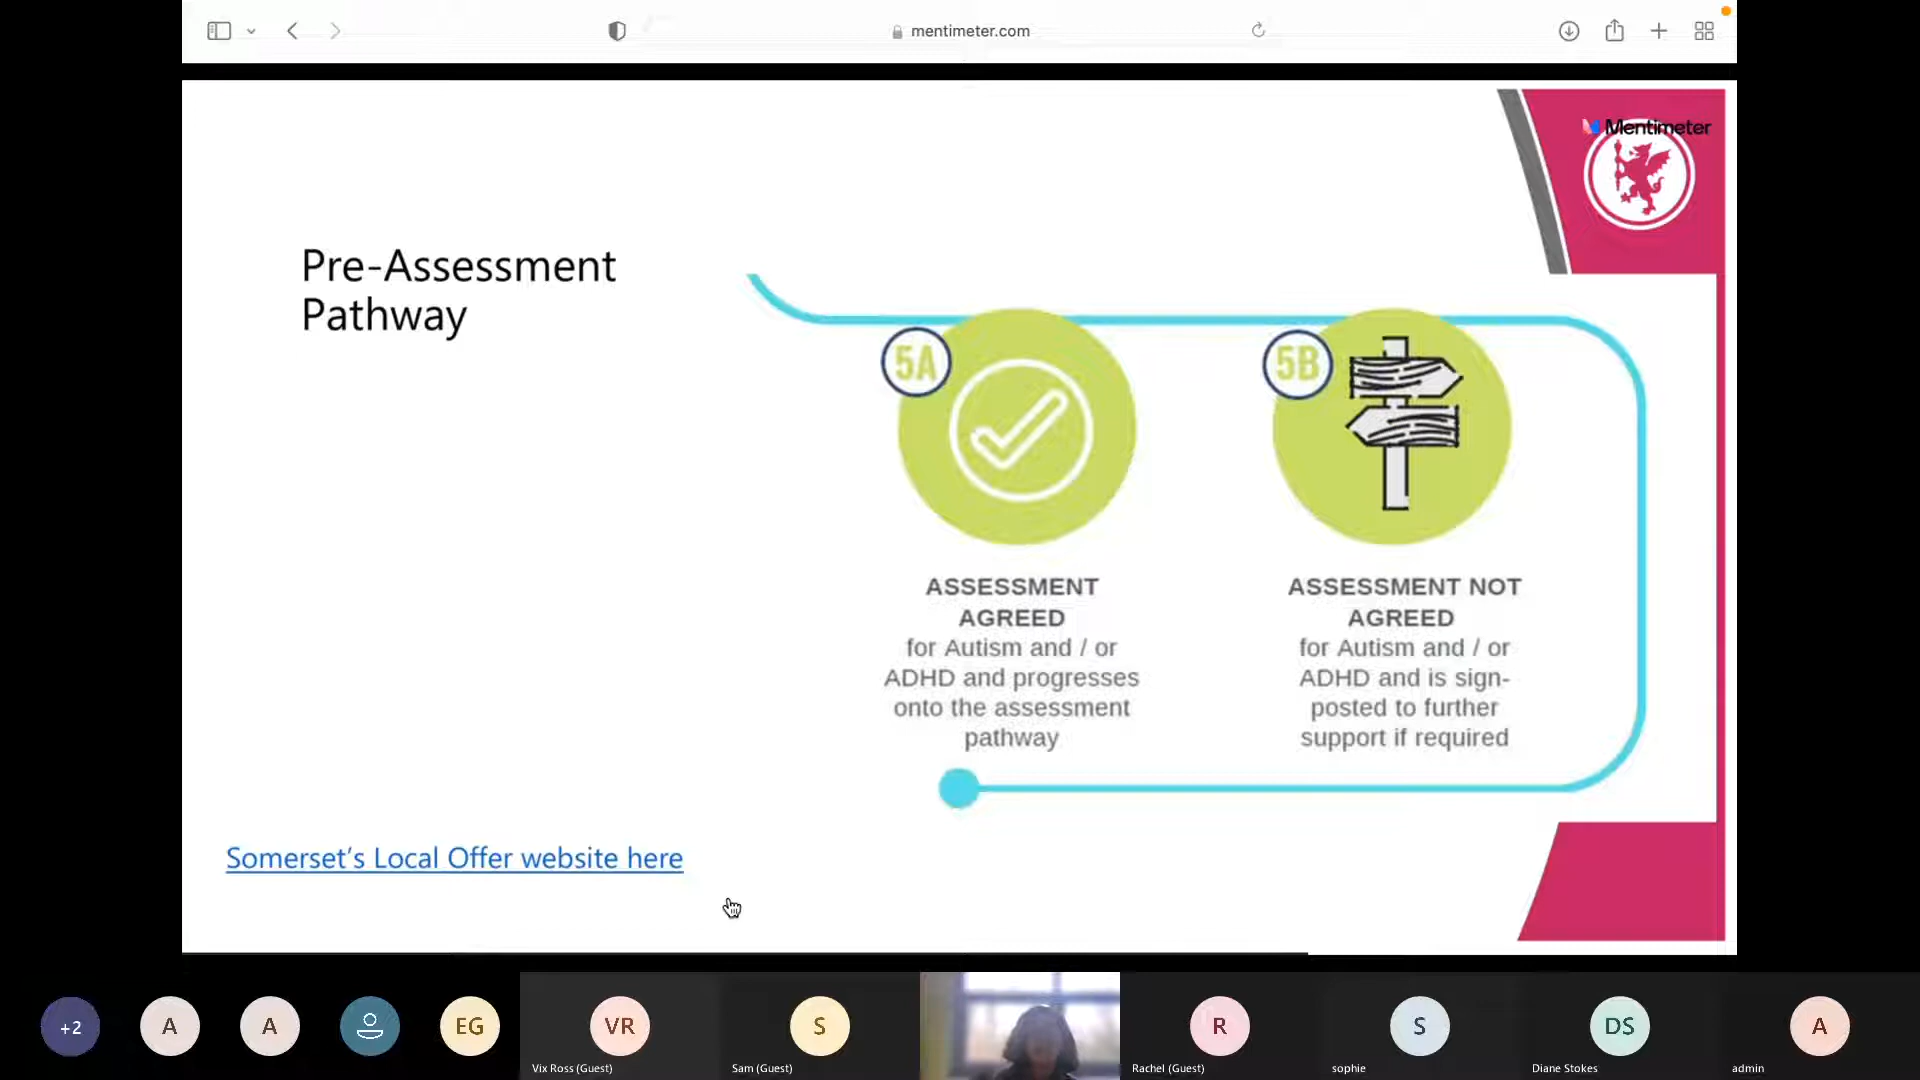 mentimeter.com
Mentimeter
Pre-Assessment
Pathway
5A
5B
ASSESSMENT
AGREED
for Autism and / or
ADHD and progresses
onto the assessment
pathway
ASSESSMENT NOT
AGREED
for Autism and / or
ADHD and is sign-
posted to further
support if required
Somerset’s Local Offer website here
+2
A
A
EG
VR
Vix Ross (Guest)
S
Sam (Guest)
R
Rachel (Guest)
S
sophie
DS
Diane Stokes
A
admin